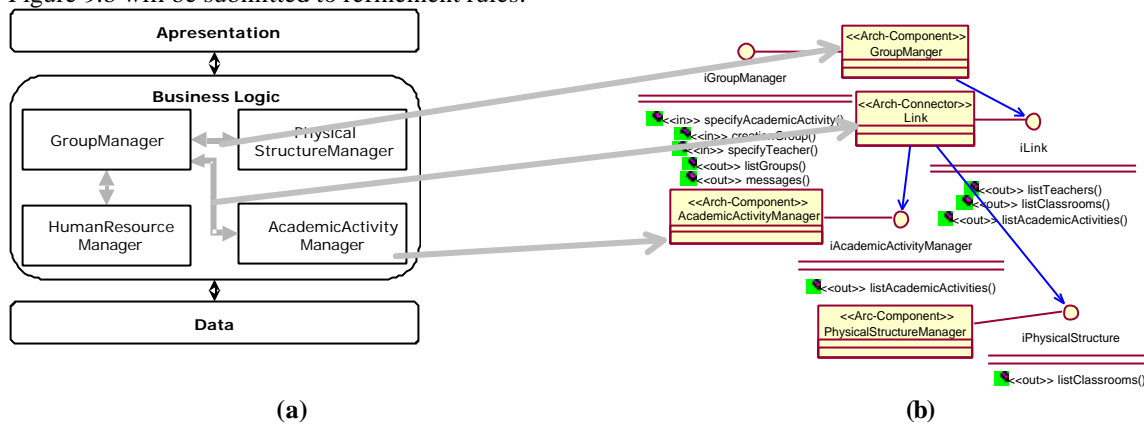 Figure 9.b will be submitted to refinement rules.
Apresentation
Business Logic
GroupManager
Physical
StructureManager
HumanResource
Manager
AcademicActivity
Manager
Data
(a)
<<Arch-Component>>
GroupManger
iGroupManager
<<Arch-Connector>>
Link
iLink
<<in>> specifyAcademicActivity()
<<in>> creationGroup()
<<in>> specifyTeacher()
<<out>> listGroups()
<<out>> messages()
<<out>> listTeachers()
<<out>> listClassrooms()
<<out>> listAcademicActivities()
<<Arch-Component>>
AcademicActivityManager
iAcademicActivityManager
<<out>> listAcademicActivities()
<<Arc-Component>>
PhysicalStructureManager
iPhysicalStructure
<<out>> listClassrooms()
(b)